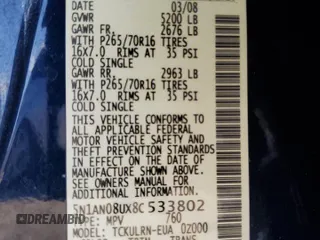 03/08
GVWR 5200 LB
GAWR FR. 2676 LB
WITH P265/70R16 TIRES
16X7.0 RIMS AT 35 PSI
COLD SINGLE
GAWR RR. 2963 LB
WITH P265/70R16 TIRES
16X7.0 RIMS AT 35 PSI
COLD SINGLE
THIS VEHICLE CONFORMS TO
ALL APPLICABLE FEDERAL
MOTOR VEHICLE SAFETY AND
THEFT PREVENTION STANDARDS
IN EFFECT ON THE DATE OF
MANUFACTURE SHOWN ABOVE.
SEE OWNERS MANUAL FOR
ADDITIONAL INFORMATION.
5N1AN08UX8C533802
TYPE: MPV /760
MODEL TCKULRN-EUA 02000
TRIM TRANS
DREAMBID